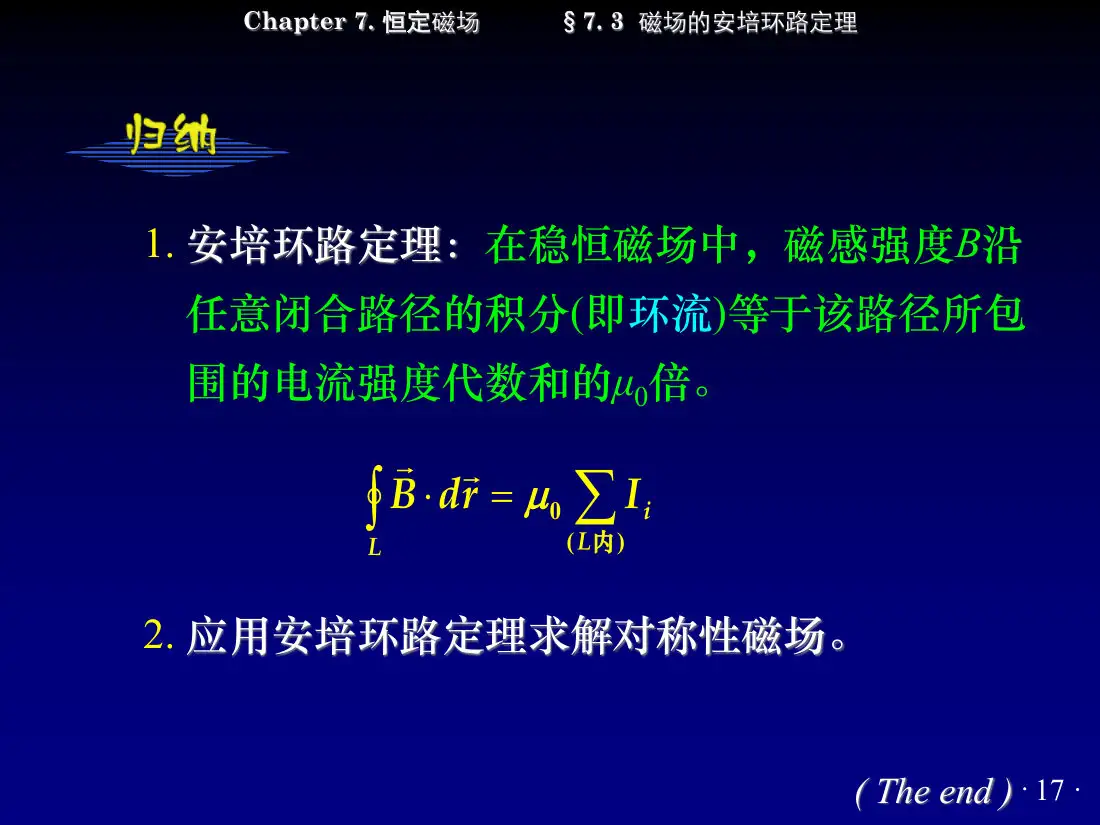 Chapter 7. 恒定磁场 §7. 3 磁场的安培环路定理
归纳
1. 安培环路定理：在稳恒磁场中，磁感强度B沿
任意闭合路径的积分(即环流)等于该路径所包
围的电流强度代数和的μ₀倍。
∮_L B⃗ · dr⃗ = μ₀ ∑_(L内) I_i
2. 应用安培环路定理求解对称性磁场。
( The end ) · 17 ·